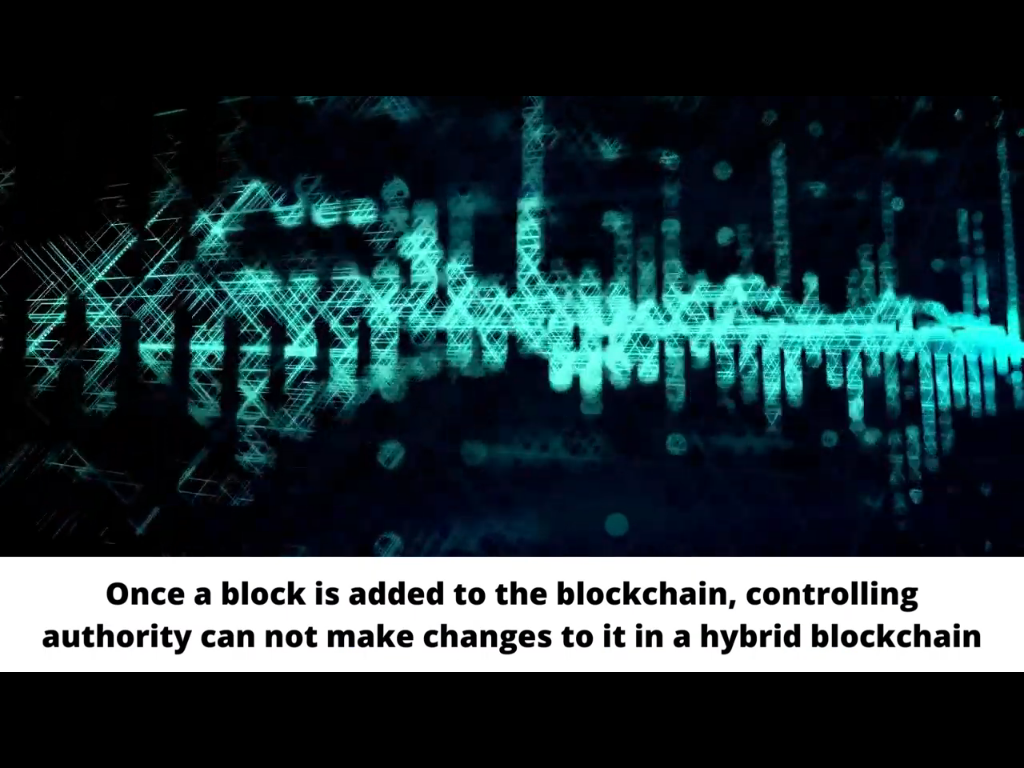 Once a block is added to the blockchain, controlling
authority can not make changes to it in a hybrid blockchain